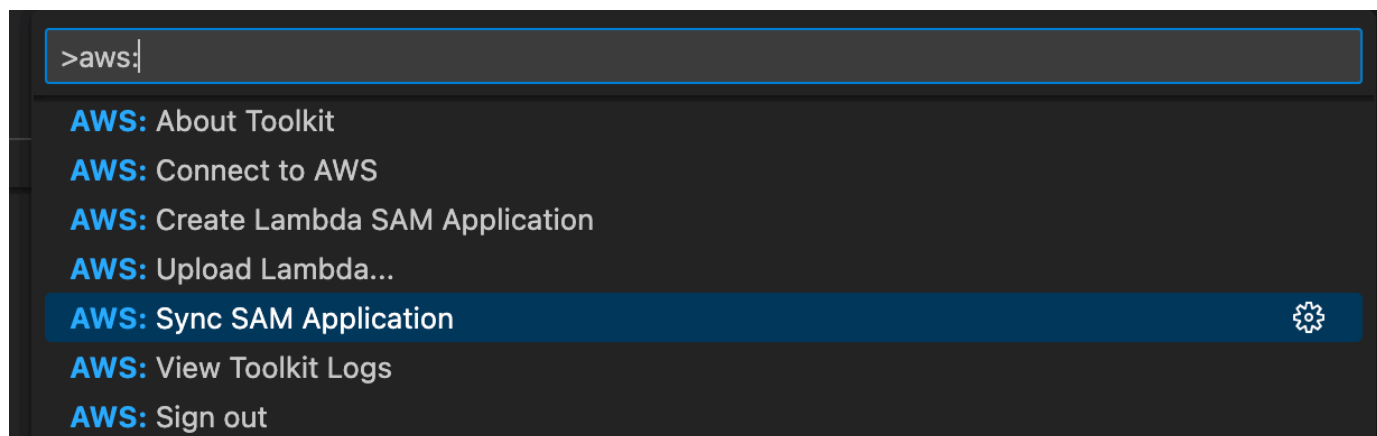 >aws:
AWS: About Toolkit
AWS: Connect to AWS
AWS: Create Lambda SAM Application
AWS: Upload Lambda...
AWS: Sync SAM Application
AWS: View Toolkit Logs
AWS: Sign out